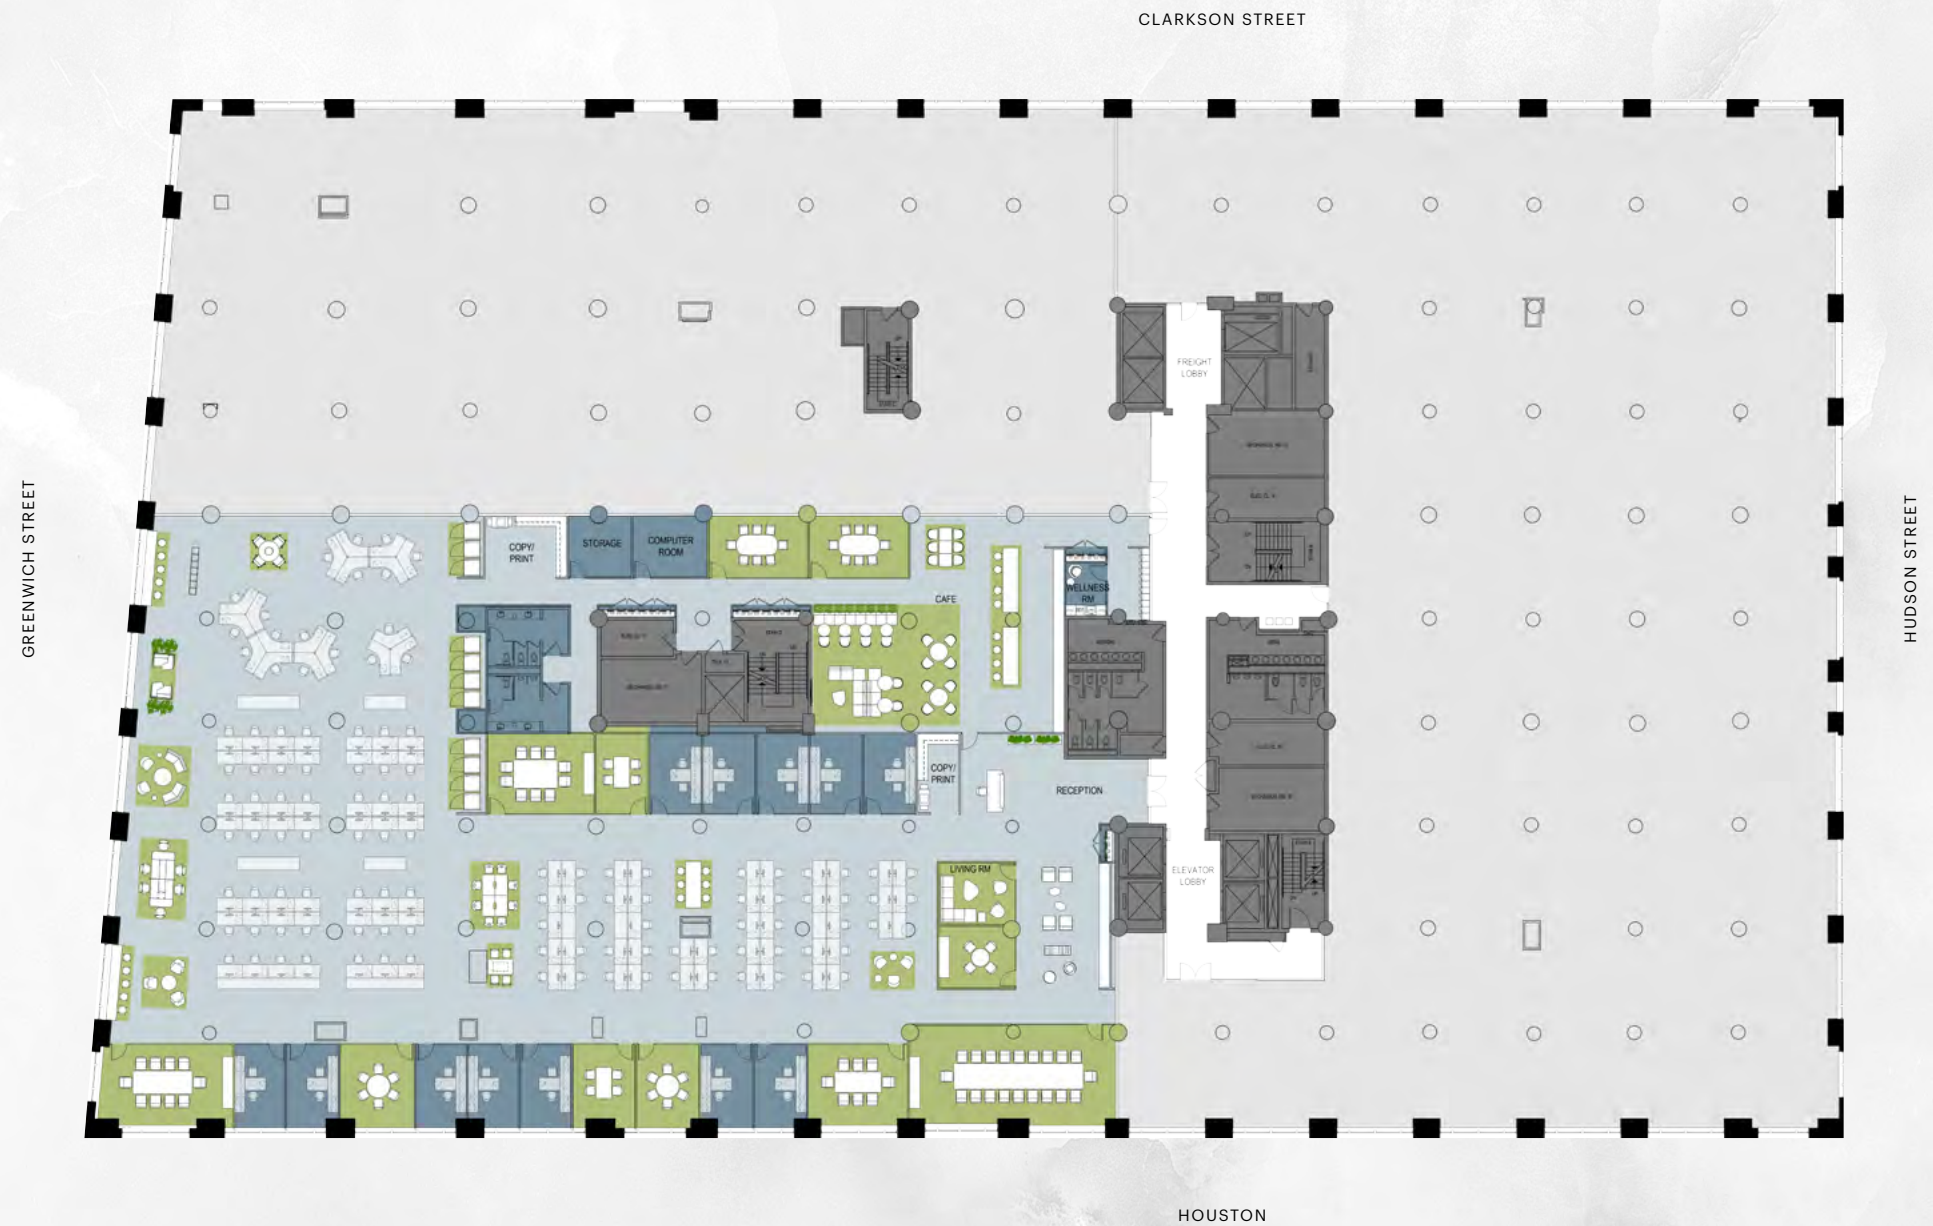 CLARKSON STREET
GREENWICH STREET
HUDSON STREET
FREIGHT
LOBBY
COPY/
PRINT
STORAGE
COMPUTER
ROOM
WELLNESS
RM
CAFE
COPY/
PRINT
RECEPTION
LIVING RM
ELEVATOR
LOBBY
HOUSTON